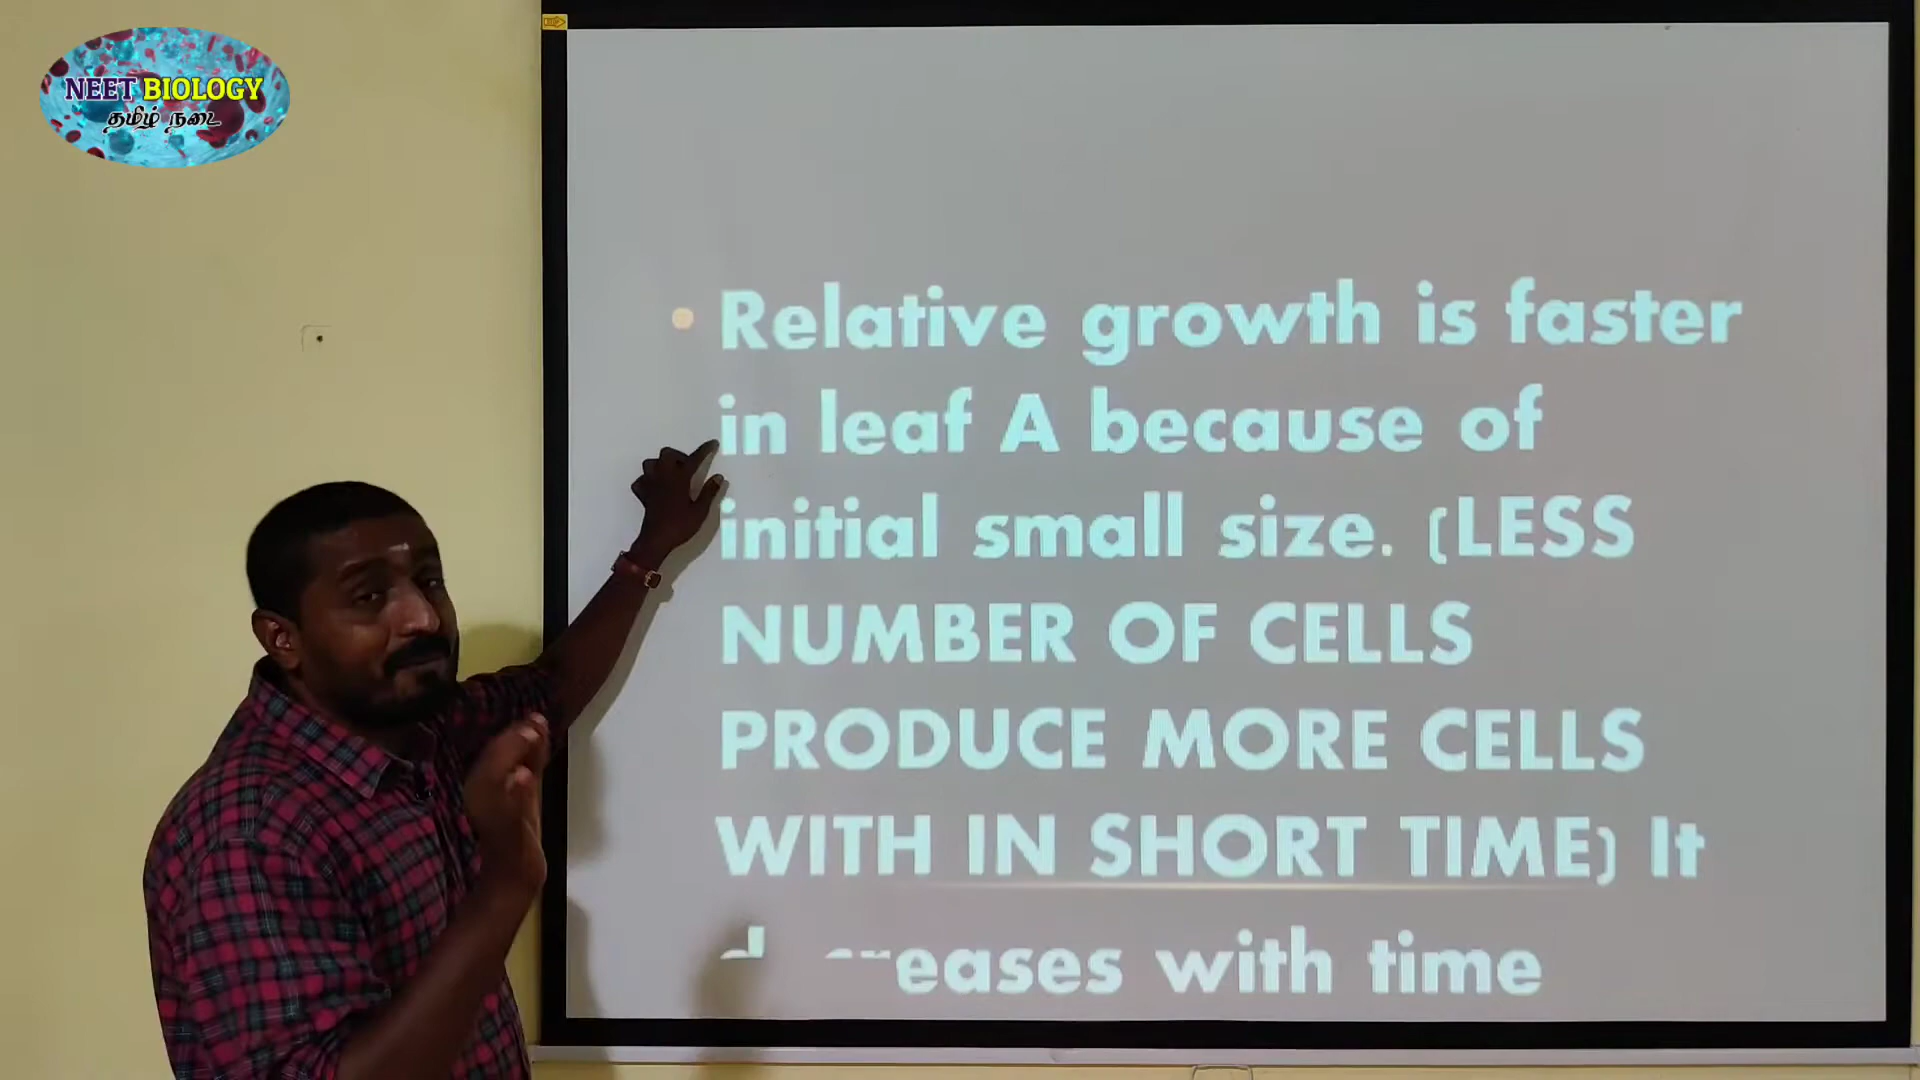 NEET BIOLOGY
தமிழ் நடை
Relative growth is faster
in leaf A because of
initial small size. (LESS
NUMBER OF CELLS
PRODUCE MORE CELLS
WITH IN SHORT TIME) It
with time